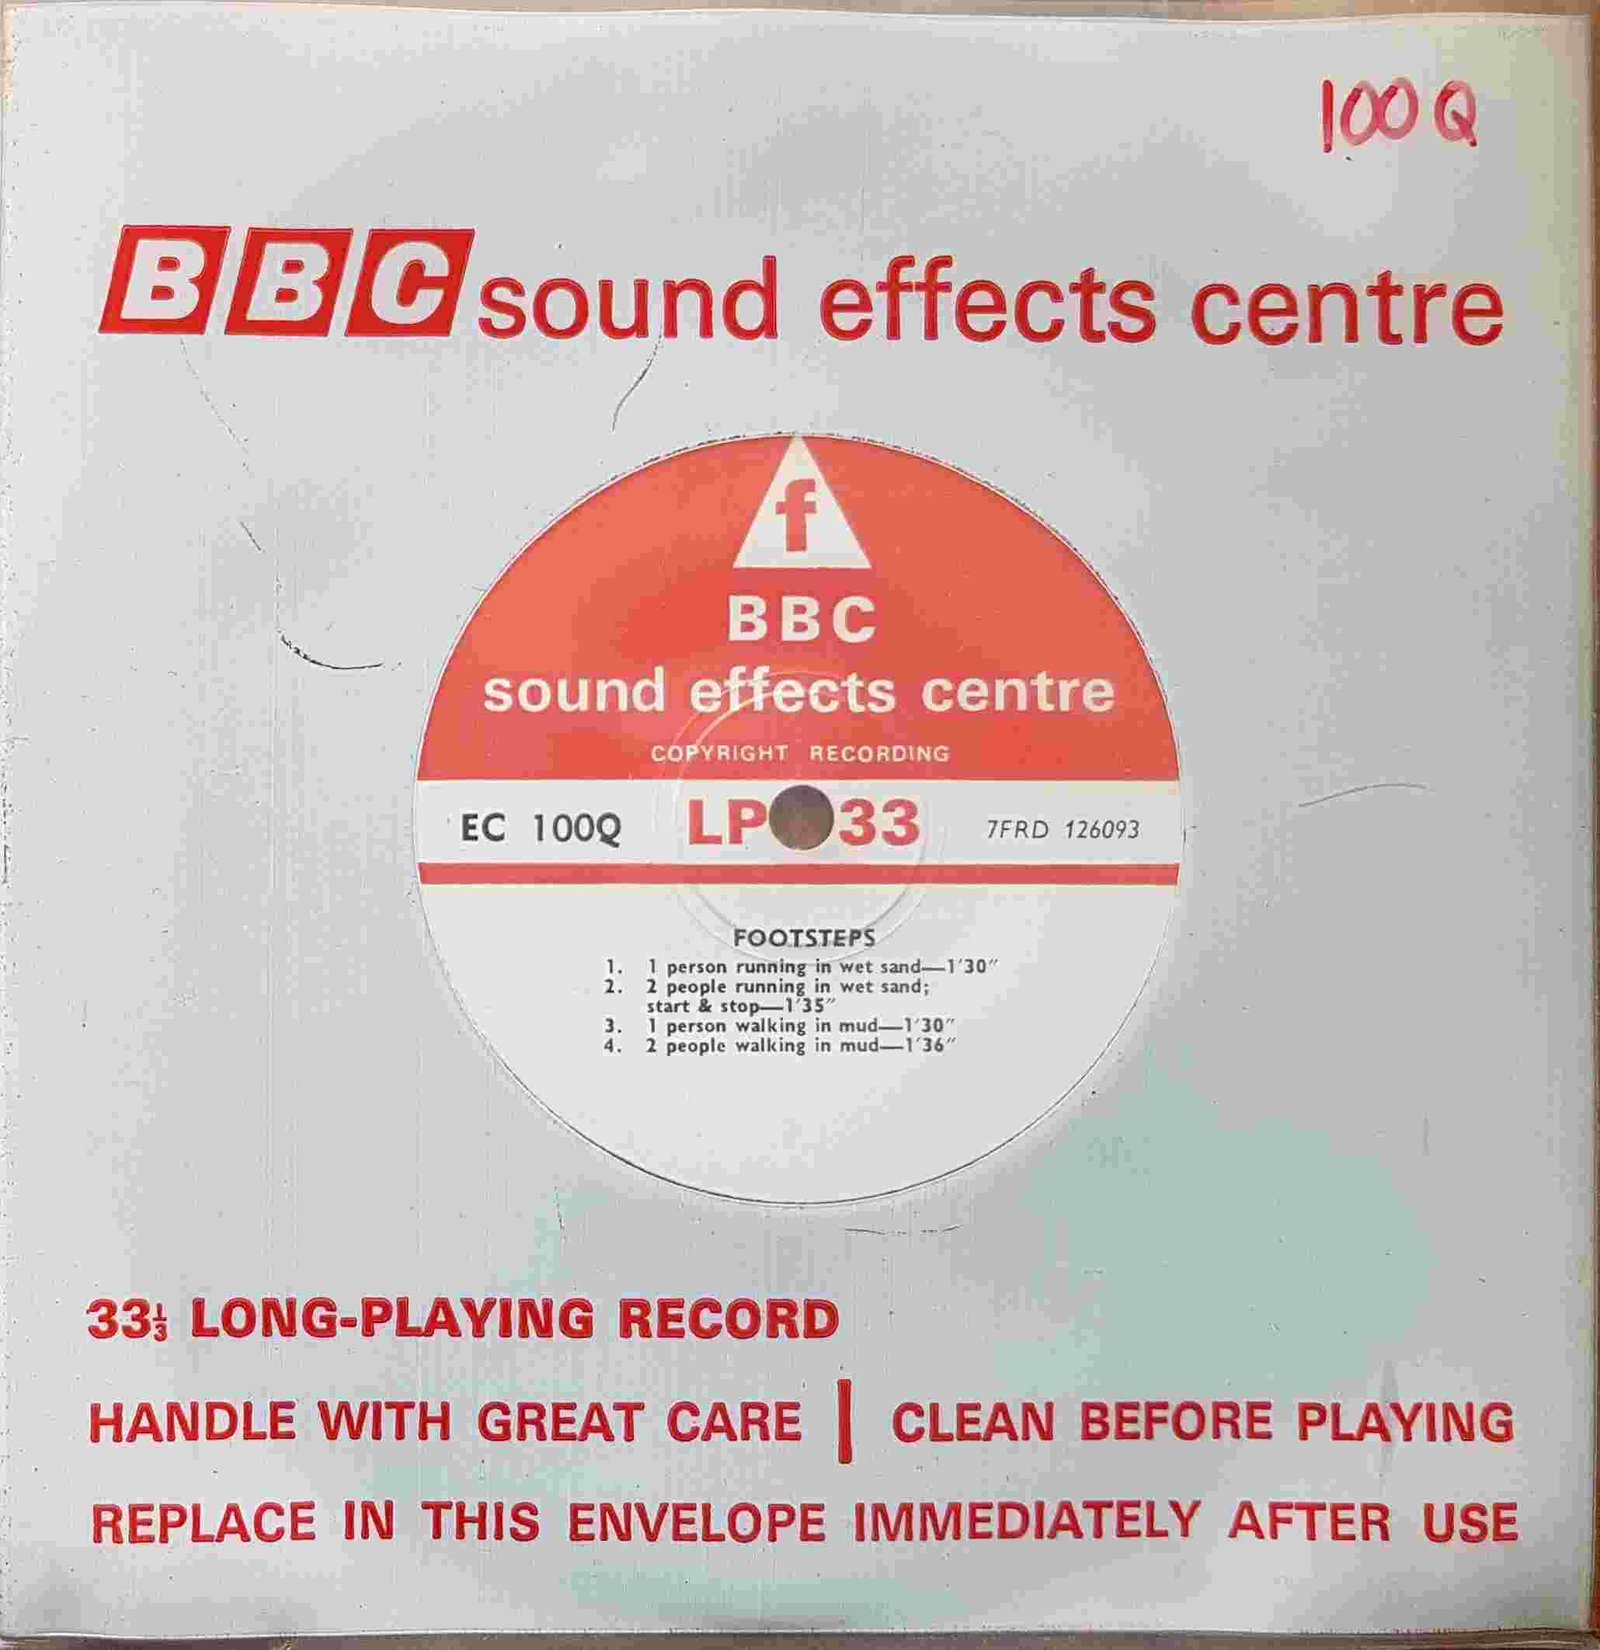 100 Q
BBC sound effects centre
f
BBC
sound effects centre
COPYRIGHT RECORDING
EC 100Q LP 33 7FRD 126093
FOOTSTEPS
1. 1 person running in wet sand—1'30"
2. 2 people running in wet sand;
start & stop—1'35"
3. 1 person walking in mud—1'30"
4. 2 people walking in mud—1'36"
33⅓ LONG-PLAYING RECORD
HANDLE WITH GREAT CARE | CLEAN BEFORE PLAYING
REPLACE IN THIS ENVELOPE IMMEDIATELY AFTER USE